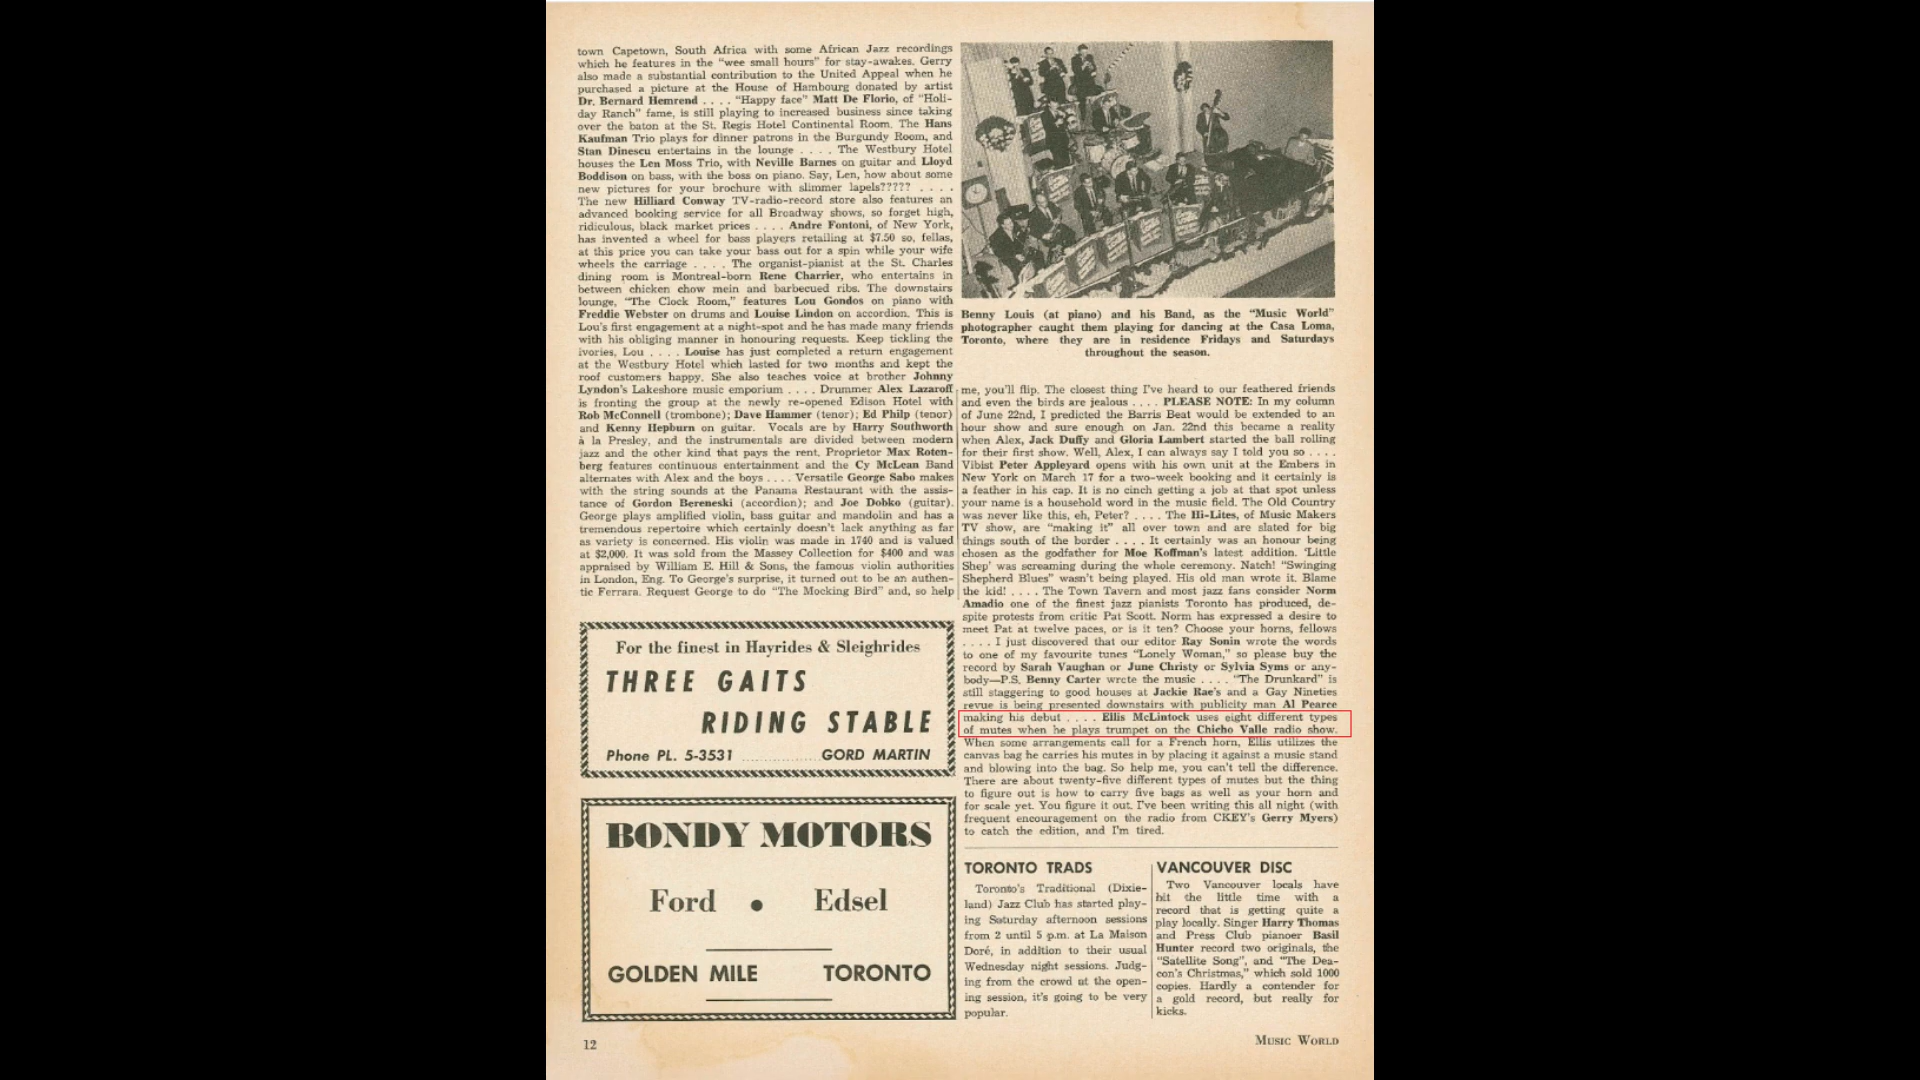 town Capetown, South Africa with some African Jazz recordings
which he features in the “wee small hours” for stay-awakes. Gerry
also made a substantial contribution to the United Appeal when he
purchased a picture at the House of Hambourg donated by artist
Dr. Bernard Hemrend . . . . “Happy face” Matt De Florio, of “Holi-
day Ranch” fame, is still playing to increased business since taking
over the baton at the St. Regis Hotel Continental Room. The Hans
Kaufman Trio plays for dinner patrons in the Burgundy Room, and
Stan Dinescu entertains in the lounge . . . . The Westbury Hotel
houses the Len Moss Trio, with Neville Barnes on guitar and Lloyd
Boddison on bass, with the boss on piano. Say, Len, how about some
new pictures for your brochure with slimmer lapels????? . . . .
The new Hilliard Conway TV-radio-record store also features an
advanced booking service for all Broadway shows, so forget high,
ridiculous, black market prices . . . . Andre Fontoni, of New York,
has invented a wheel for bass players retailing at $7.50 so, fellas,
at this price you can take your bass out for a spin while your wife
wheels the carriage . . . . The organist-pianist at the St. Charles
dining room is Montreal-born Rene Charrier, who entertains in
between chicken chow mein and barbecued ribs. The downstairs
lounge, “The Clock Room,” features Lou Gondos on piano with
Freddie Webster on drums and Louise Lindon on accordion. This is
Lou's first engagement at a night-spot and he has made many friends
with his obliging manner in honouring requests. Keep tickling the
ivories, Lou . . . . Louise has just completed a return engagement
at the Westbury Hotel which lasted for two months and kept the
roof customers happy. She also teaches voice at brother Johnny
Lyndon's Lakeshore music emporium . . . . Drummer Alex Lazaroff
is fronting the group at the newly re-opened Edison Hotel with
Rob McConnell (trombone); Dave Hammer (tenor); Ed Philp (tenor)
and Kenny Hepburn on guitar. Vocals are by Harry Southworth
à la Presley, and the instrumentals are divided between modern
jazz and the other kind that pays the rent. Proprietor Max Roten-
berg features continuous entertainment and the Cy McLean Band
alternates with Alex and the boys . . . . Versatile George Sabo makes
with the string sounds at the Panama Restaurant with the assis-
tance of Gordon Bereneski (accordion); and Joe Dobko (guitar).
George plays amplified violin, bass guitar and mandolin and has a
tremendous repertoire which certainly doesn't lack anything as far
as variety is concerned. His violin was made in 1740 and is valued
at $2,000. It was sold from the Massey Collection for $400 and was
appraised by William E. Hill & Sons, the famous violin authorities
in London, Eng. To George's surprise, it turned out to be an authen-
tic Ferrara. Request George to do “The Mocking Bird” and, so help
For the finest in Hayrides & Sleighrides
THREE GAITS
RIDING STABLE
Phone PL. 5-3531 .................... GORD MARTIN
BONDY MOTORS
Ford • Edsel
GOLDEN MILE TORONTO
Benny Louis (at piano) and his Band, as the “Music World”
photographer caught them playing for dancing at the Casa Loma,
Toronto, where they are in residence Fridays and Saturdays
throughout the season.
me, you'll flip. The closest thing I've heard to our feathered friends
and even the birds are jealous . . . . PLEASE NOTE: In my column
of June 22nd, I predicted the Barris Beat would be extended to an
hour show and sure enough on Jan. 22nd this became a reality
when Alex, Jack Duffy and Gloria Lambert started the ball rolling
for their first show. Well, Alex, I can always say I told you so . . . .
Vibist Peter Appleyard opens with his own unit at the Embers in
New York on March 17 for a two-week booking and it certainly is
a feather in his cap. It is no cinch getting a job at that spot unless
your name is a household word in the music field. The Old Country
was never like this, eh, Peter? . . . . The Hi-Lites, of Music Makers
TV show, are “making it” all over town and are slated for big
things south of the border . . . . It certainly was an honour being
chosen as the godfather for Moe Koffman's latest addition. ‘Little
Shep’ was screaming during the whole ceremony. Natch! “Swinging
Shepherd Blues” wasn't being played. His old man wrote it. Blame
the kid! . . . . The Town Tavern and most jazz fans consider Norm
Amadio one of the finest jazz pianists Toronto has produced, de-
spite protests from critic Pat Scott. Norm has expressed a desire to
meet Pat at twelve paces, or is it ten? Choose your horns, fellows
. . . . I just discovered that our editor Ray Sonin wrote the words
to one of my favourite tunes “Lonely Woman,” so please buy the
record by Sarah Vaughan or June Christy or Sylvia Syms or any-
body—P.S. Benny Carter wrote the music . . . . “The Drunkard” is
still staggering to good houses at Jackie Rae's and a Gay Nineties
revue is being presented downstairs with publicity man Al Pearce
making his debut . . . . Ellis McLintock uses eight different types
of mutes when he plays trumpet on the Chicho Valle radio show.
When some arrangements call for a French horn, Ellis utilizes the
canvas bag he carries his mutes in by placing it against a music stand
and blowing into the bag. So help me, you can't tell the difference.
There are about twenty-five different types of mutes but the thing
to figure out is how to carry five bags as well as your horn and
for scale yet. You figure it out. I've been writing this all night (with
frequent encouragement on the radio from CKEY's Gerry Myers)
to catch the edition, and I'm tired.
TORONTO TRADS
Toronto's Traditional (Dixie-
land) Jazz Club has started play-
ing Saturday afternoon sessions
from 2 until 5 p.m. at La Maison
Doré, in addition to their usual
Wednesday night sessions. Judg-
ing from the crowd at the open-
ing session, it's going to be very
popular.
VANCOUVER DISC
Two Vancouver locals have
hit the little time with a
record that is getting quite a
play locally. Singer Harry Thomas
and Press Club pianoer Basil
Hunter record two originals, the
“Satellite Song”, and “The Dea-
con's Christmas,” which sold 1000
copies. Hardly a contender for
a gold record, but really for
kicks.
12
MUSIC WORLD